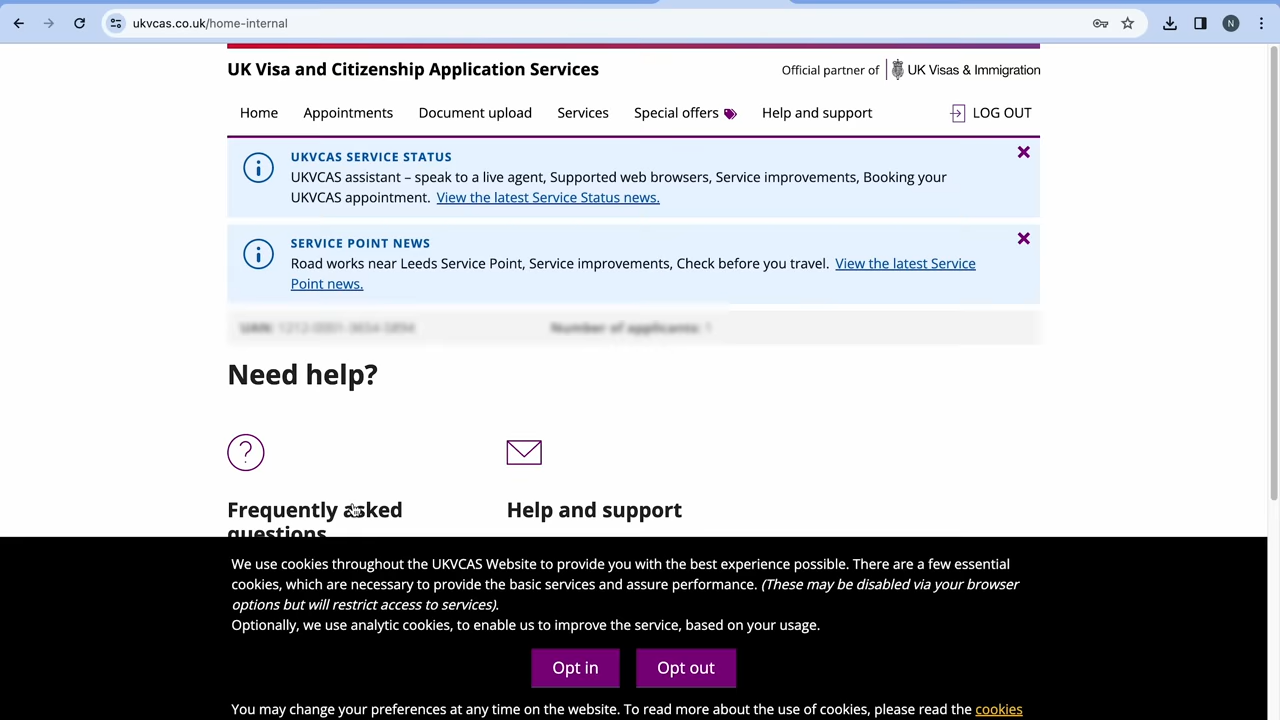 ukvcas.co.uk/home-internal
N
UK Visa and Citizenship Application Services
Official partner of
UK Visas & Immigration
Home
Appointments
Document upload
Services
Special offers
Help and support
LOG OUT
UKVCAS SERVICE STATUS
UKVCAS assistant – speak to a live agent, Supported web browsers, Service improvements, Booking your
UKVCAS appointment. View the latest Service Status news.
SERVICE POINT NEWS
Road works near Leeds Service Point, Service improvements, Check before you travel. View the latest Service
Point news.
Number of applicants: 1
Need help?
Frequently asked
questions
Help and support
We use cookies throughout the UKVCAS Website to provide you with the best experience possible. There are a few essential
cookies, which are necessary to provide the basic services and assure performance. (These may be disabled via your browser
options but will restrict access to services).
Optionally, we use analytic cookies, to enable us to improve the service, based on your usage.
Opt in
Opt out
You may change your preferences at any time on the website. To read more about the use of cookies, please read the cookies